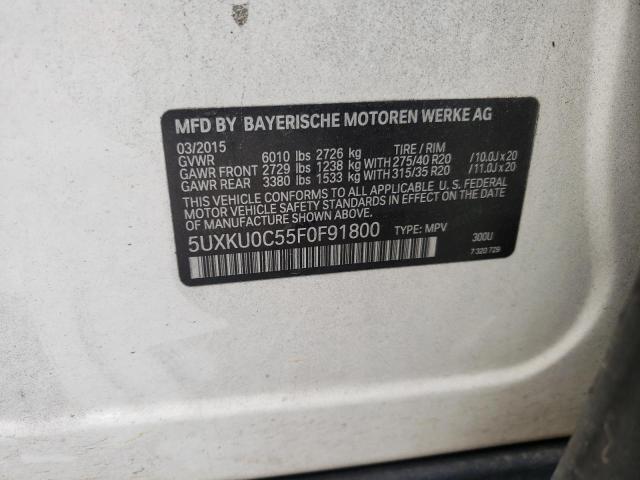 MFD BY BAYERISCHE MOTOREN WERKE AG
03/2015 TIRE / RIM
GVWR 6010 lbs 2726 kg
GAWR FRONT 2729 lbs 1238 kg WITH 275/40 R20 /10.0J x 20
GAWR REAR 3380 lbs 1533 kg WITH 315/35 R20 /11.0J x 20
THIS VEHICLE CONFORMS TO ALL APPLICABLE U. S. FEDERAL
MOTOR VEHICLE SAFETY STANDARDS IN EFFECT ON THE DATE
OF MANUFACTURE SHOWN ABOVE.
5UXKU0C55F0F91800 TYPE: MPV 300U
7 320 729